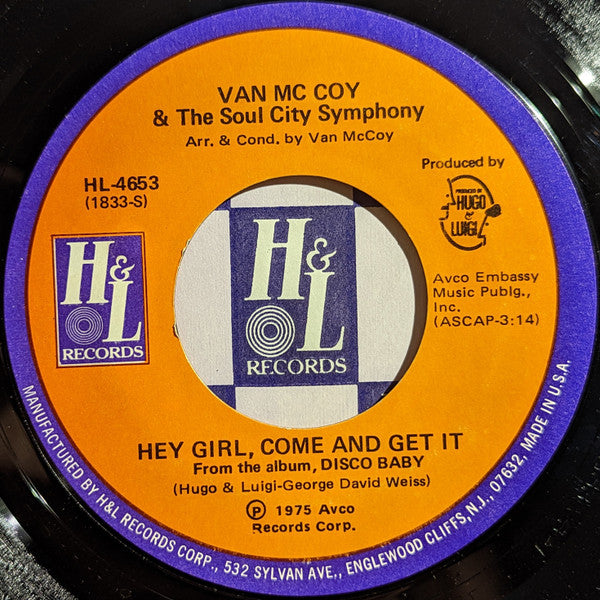 VAN MC COY
& The Soul City Symphony
Arr. & Cond. by Van McCoy
HL-4653
(1833-S)
Produced by
PRODUCED BY
HUGO
&
LUIGI
H&L
RECORDS
H&L
RECORDS
Avco Embassy
Music Publg.,
Inc.
(ASCAP-3:14)
HEY GIRL, COME AND GET IT
From the album, DISCO BABY
(Hugo & Luigi-George David Weiss)
℗ 1975 Avco
Records Corp.
MANUFACTURED BY H&L RECORDS CORP., 532 SYLVAN AVE., ENGLEWOOD CLIFFS, N.J., 07632, MADE IN U.S.A.